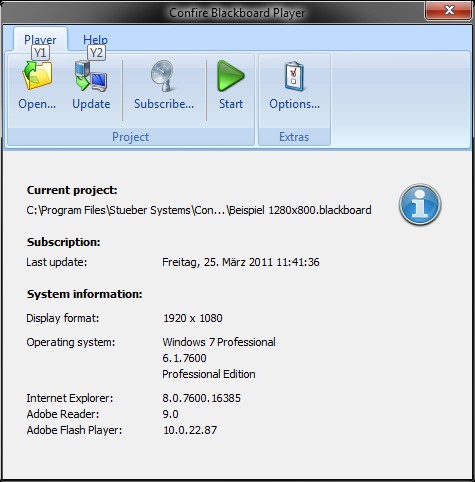 Confire Blackboard Player
Player Help
Y1 Y2
Open... Update Subscribe... Start Options...
Project Extras
Current project:
C:\Program Files\Stueber Systems\Con...\Beispiel 1280x800.blackboard
Subscription:
Last update: Freitag, 25. März 2011 11:41:36
System information:
Display format: 1920 x 1080
Operating system: Windows 7 Professional
6.1.7600
Professional Edition
Internet Explorer: 8.0.7600.16385
Adobe Reader: 9.0
Adobe Flash Player: 10.0.22.87